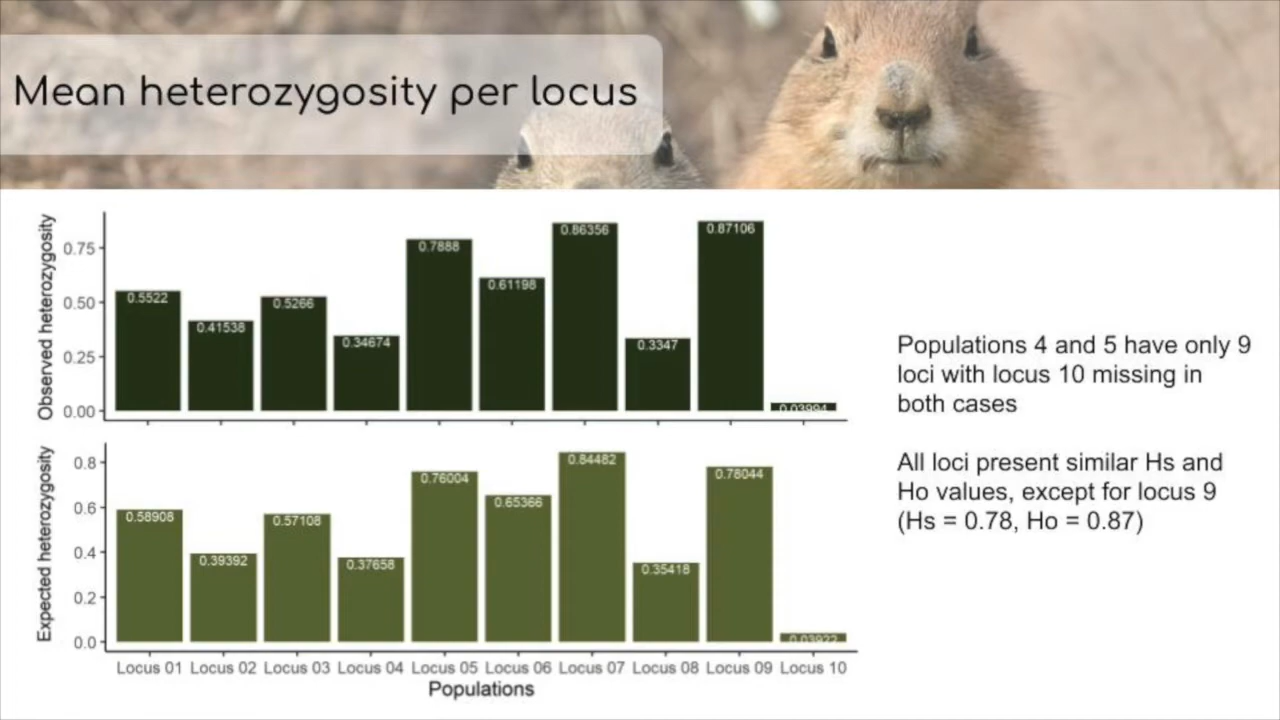 Mean heterozygosity per locus
Observed heterozygosity
0.75
0.50
0.25
0.00
0.5522
0.41538
0.5266
0.34674
0.7888
0.61198
0.86356
0.3347
0.87106
0.03994
Expected heterozygosity
0.8
0.6
0.4
0.2
0.0
0.58908
0.39392
0.57108
0.37658
0.76004
0.65366
0.84482
0.35418
0.78044
0.03922
Locus 01 Locus 02 Locus 03 Locus 04 Locus 05 Locus 06 Locus 07 Locus 08 Locus 09 Locus 10
Populations
Populations 4 and 5 have only 9
loci with locus 10 missing in
both cases
All loci present similar Hs and
Ho values, except for locus 9
(Hs = 0.78, Ho = 0.87)